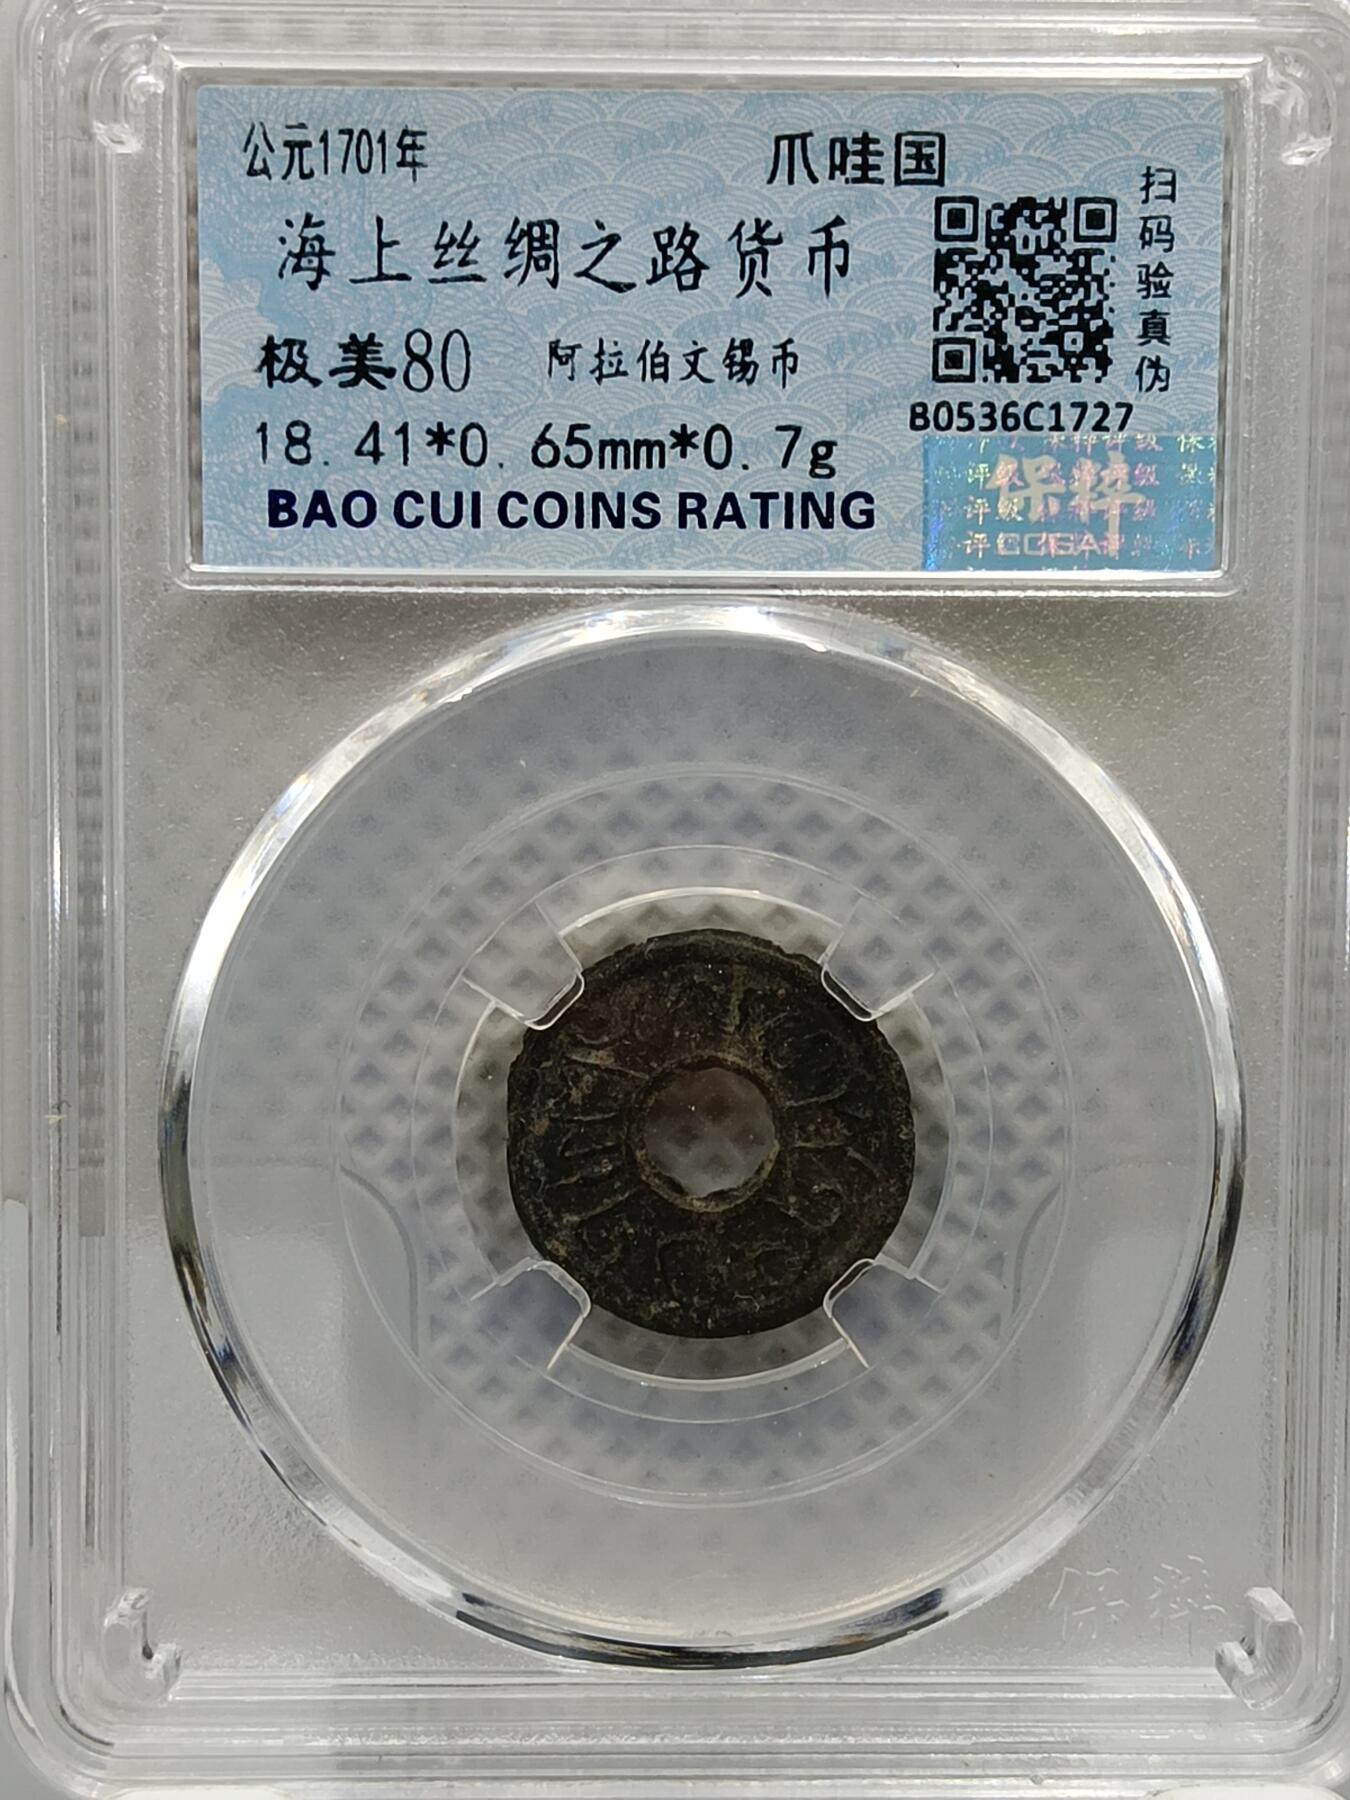 公元1701年 爪哇国
海上丝绸之路货币
极美80 阿拉伯文锡币
18.41*0.65mm*0.7g
BAO CUI COINS RATING
扫码验真伪
B0536C1727
保粹
保粹